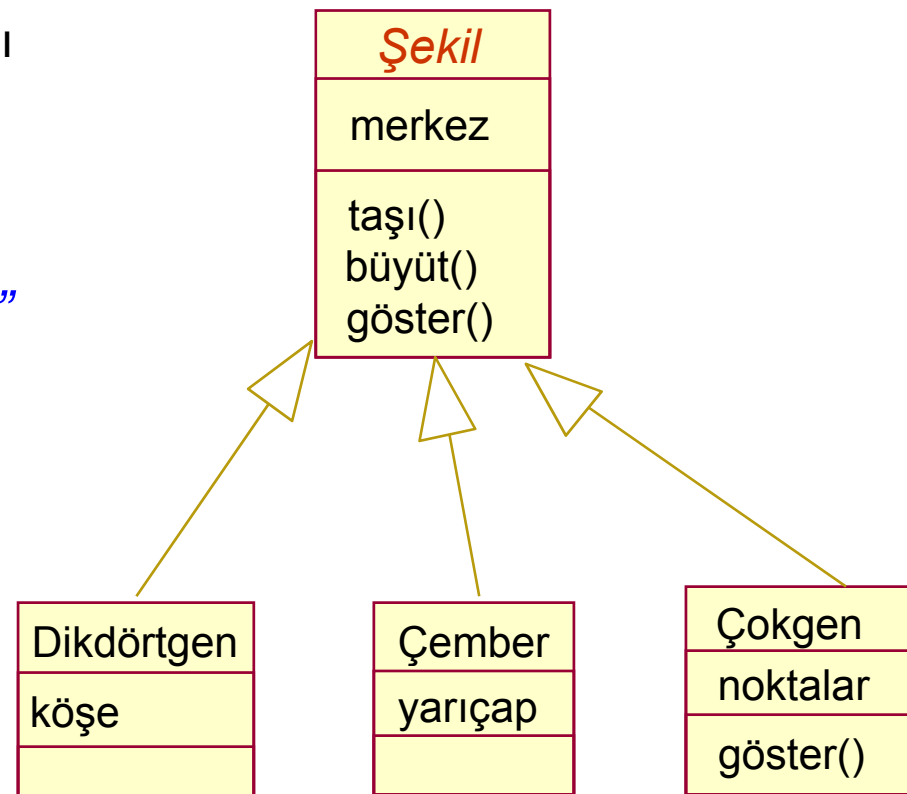 ı
”
Şekil
merkez
taşı()
büyüt()
göster()
Dikdörtgen
köşe
Çember
yarıçap
Çokgen
noktalar
göster()